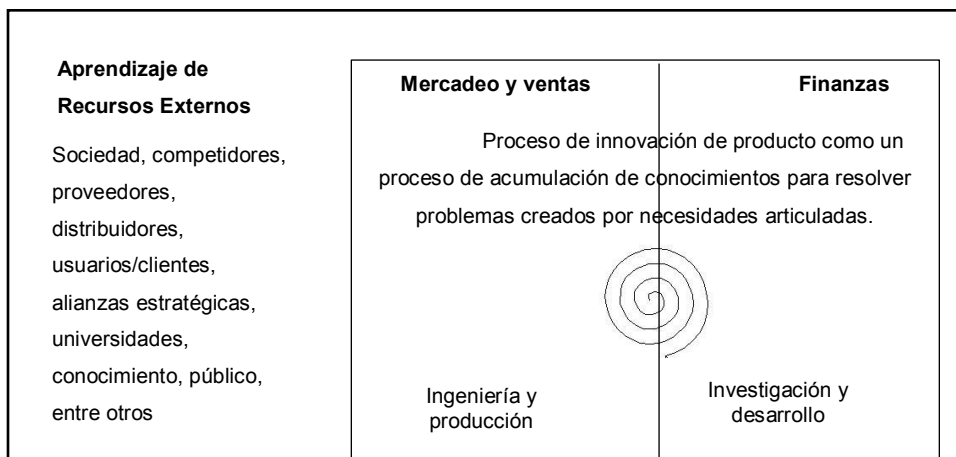 Aprendizaje de
Recursos Externos
Sociedad, competidores,
proveedores,
distribuidores,
usuarios/clientes,
alianzas estratégicas,
universidades,
conocimiento, público,
entre otros
Mercadeo y ventas
Finanzas
Proceso de innovación de producto como un
proceso de acumulación de conocimientos para resolver
problemas creados por necesidades articuladas.
Ingeniería y
producción
Investigación y
desarrollo